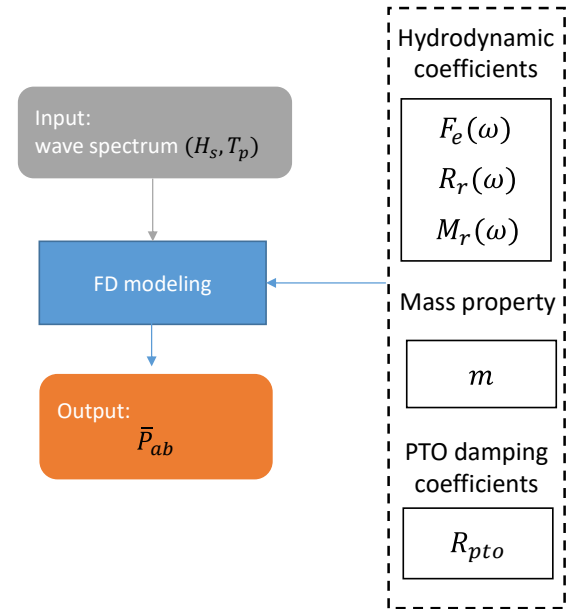 Input:
wave spectrum (H_s, T_p)
FD modeling
Output:
P̄_ab
Hydrodynamic
coefficients
F_e(ω)
R_r(ω)
M_r(ω)
Mass property
m
PTO damping
coefficients
R_pto